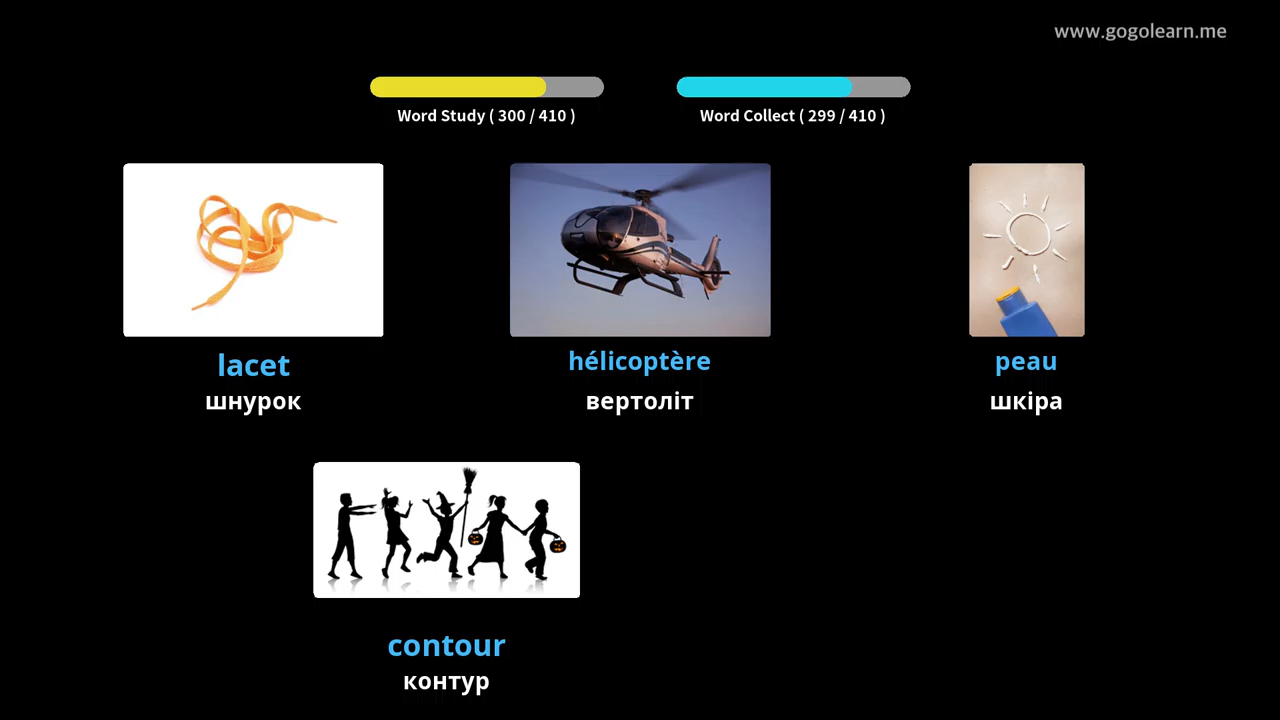 www.gogolearn.me
Word Study ( 300 / 410 )
Word Collect ( 299 / 410 )
lacet
шнурок
hélicoptère
вертоліт
peau
шкіра
contour
контур